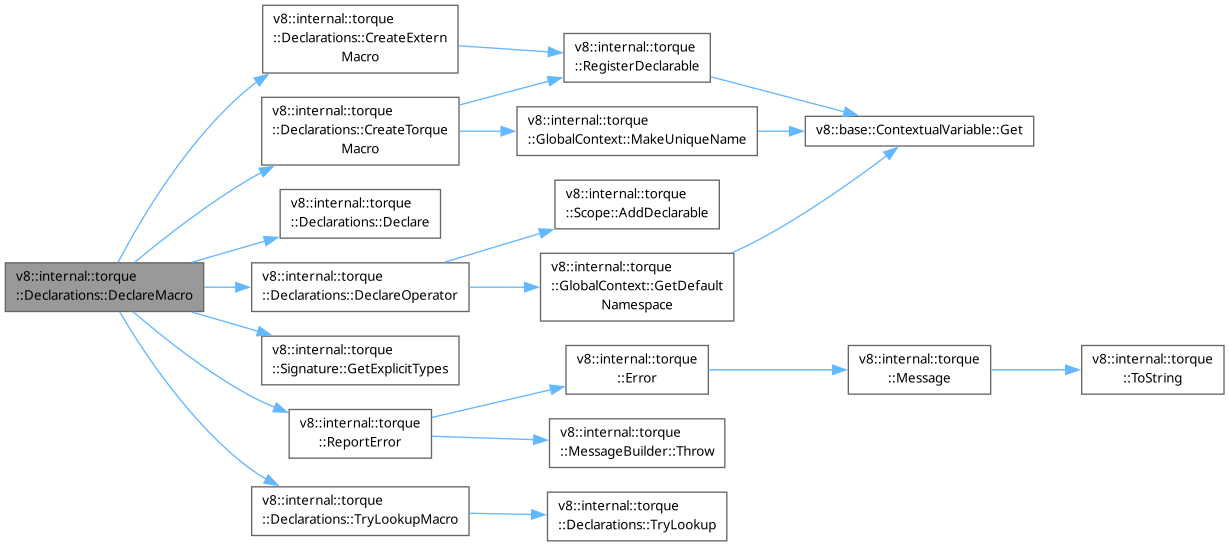 v8::internal::torque
::Declarations::DeclareMacro
v8::internal::torque
::Declarations::CreateExtern
Macro
v8::internal::torque
::RegisterDeclarable
v8::base::ContextualVariable::Get
v8::internal::torque
::Declarations::CreateTorque
Macro
v8::internal::torque
::GlobalContext::MakeUniqueName
v8::internal::torque
::Declarations::Declare
v8::internal::torque
::Declarations::DeclareOperator
v8::internal::torque
::Scope::AddDeclarable
v8::internal::torque
::GlobalContext::GetDefault
Namespace
v8::internal::torque
::Signature::GetExplicitTypes
v8::internal::torque
::ReportError
v8::internal::torque
::Error
v8::internal::torque
::Message
v8::internal::torque
::ToString
v8::internal::torque
::MessageBuilder::Throw
v8::internal::torque
::Declarations::TryLookupMacro
v8::internal::torque
::Declarations::TryLookup